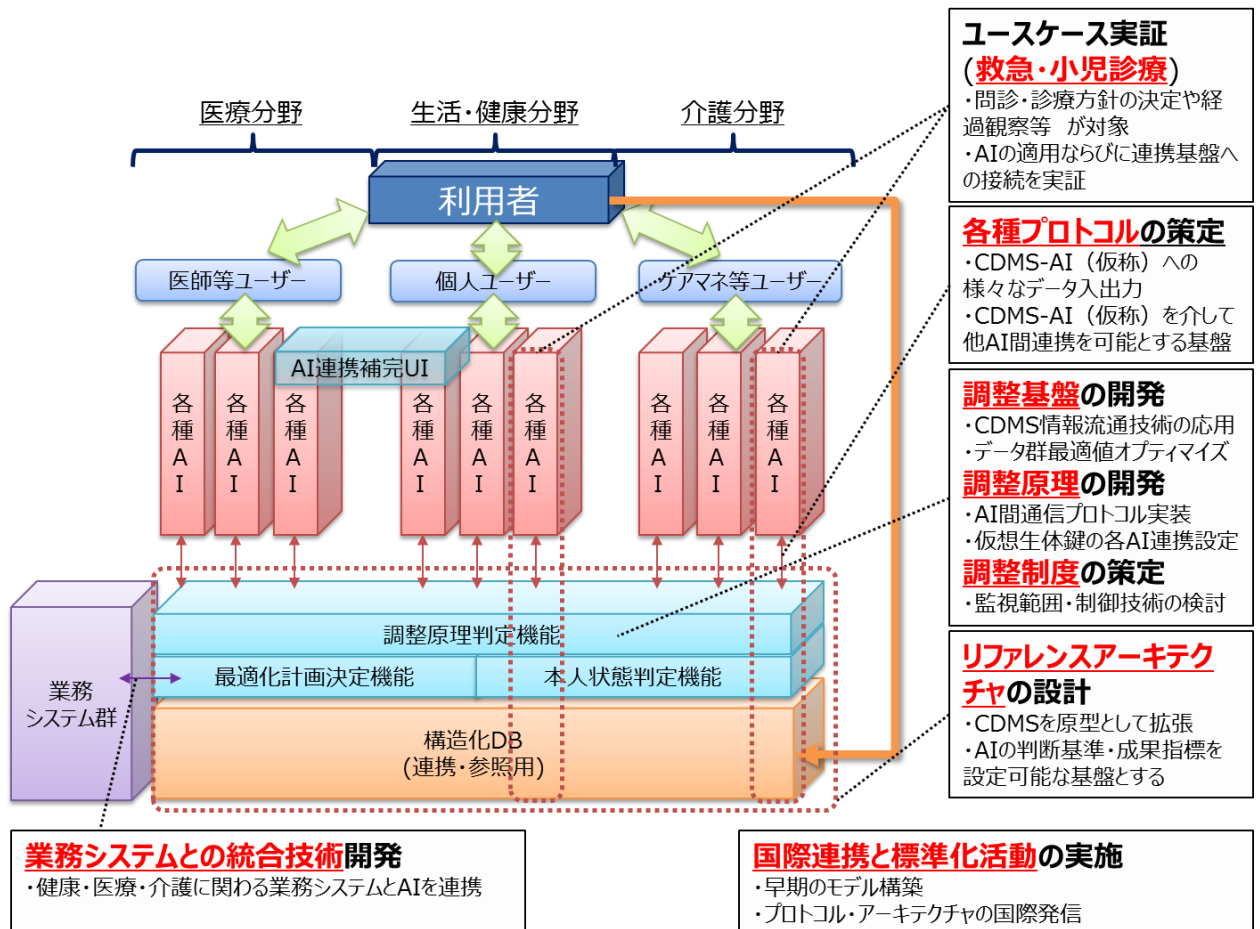 医療分野
生活・健康分野
介護分野
利用者
医師等ユーザー
個人ユーザー
ケアマネ等ユーザー
AI連携補完UI
各種AI
各種AI
各種AI
各種AI
各種AI
各種AI
各種AI
各種AI
各種AI
調整原理判定機能
最適化計画決定機能
本人状態判定機能
構造化DB
(連携・参照用)
業務
システム群
ユースケース実証
(救急・小児診療)
・問診・診療方針の決定や経
過観察等 が対象
・AIの適用ならびに連携基盤へ
の接続を実証
各種プロトコルの策定
・CDMS-AI（仮称）への
様々なデータ入出力
・CDMS-AI（仮称）を介して
他AI間連携を可能とする基盤
調整基盤の開発
・CDMS情報流通技術の応用
・データ群最適値オプティマイズ
調整原理の開発
・AI間通信プロトコル実装
・仮想生体鍵の各AI連携設定
調整制度の策定
・監視範囲・制御技術の検討
リファレンスアーキテク
チャの設計
・CDMSを原型として拡張
・AIの判断基準・成果指標を
設定可能な基盤とする
業務システムとの統合技術開発
・健康・医療・介護に関わる業務システムとAIを連携
国際連携と標準化活動の実施
・早期のモデル構築
・プロトコル・アーキテクチャの国際発信